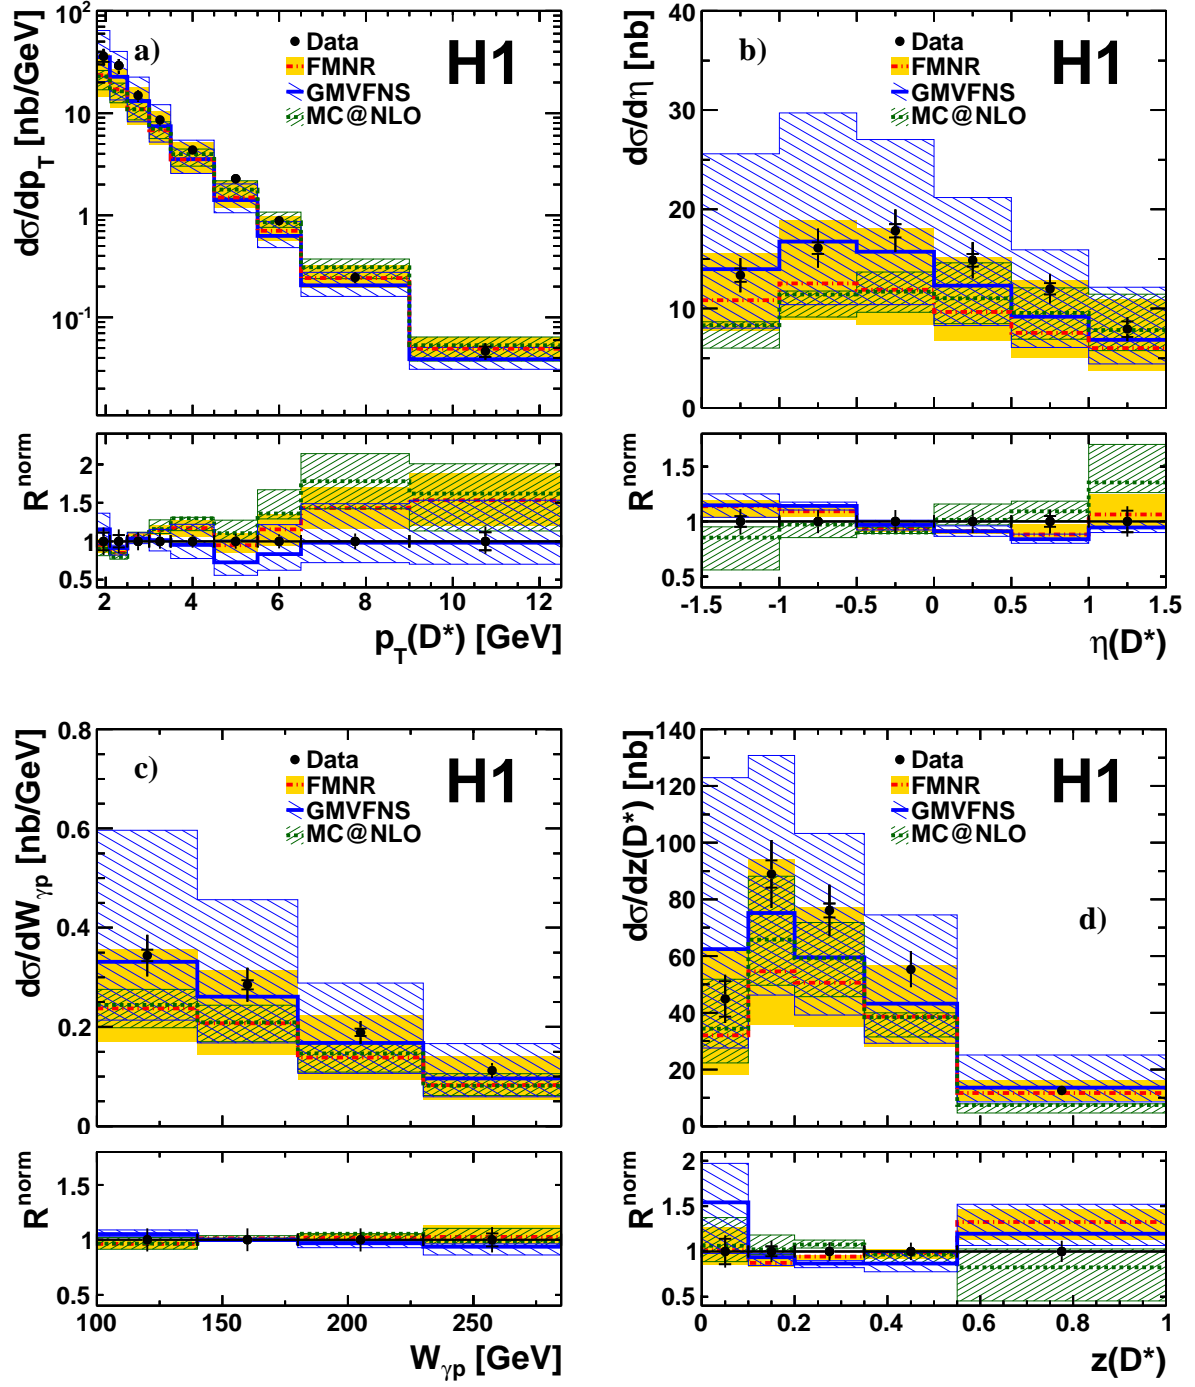 a)
H1
Data
FMNR
GMVFNS
MC@NLO
dσ/dp_T [nb/GeV]
10^2
10
1
10^-1
R^norm
2
1.5
1
0.5
2 4 6 8 10 12
p_T(D*) [GeV]
b)
H1
Data
FMNR
GMVFNS
MC@NLO
dσ/dη [nb]
40
30
20
10
0
R^norm
1.5
1
0.5
-1.5 -1 -0.5 0 0.5 1 1.5
η(D*)
c)
H1
Data
FMNR
GMVFNS
MC@NLO
dσ/dW_γp [nb/GeV]
0.8
0.6
0.4
0.2
0
R^norm
1.5
1
0.5
100 150 200 250
W_γp [GeV]
d)
H1
Data
FMNR
GMVFNS
MC@NLO
dσ/dz(D*) [nb]
140
120
100
80
60
40
20
0
R^norm
2
1.5
1
0.5
0 0.2 0.4 0.6 0.8 1
z(D*)